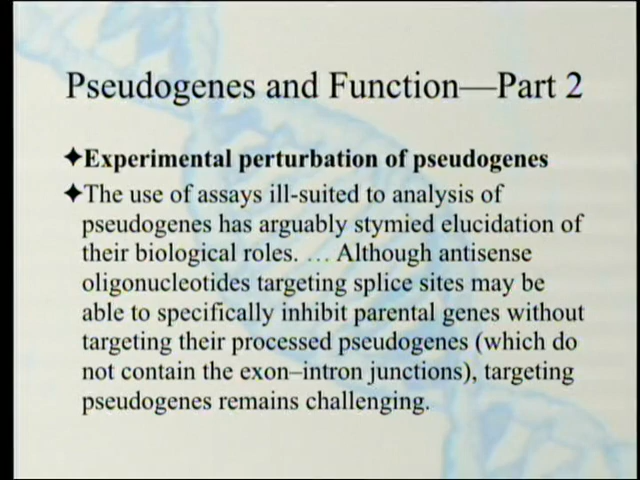 Pseudogenes and Function—Part 2
✦Experimental perturbation of pseudogenes
✦The use of assays ill-suited to analysis of
pseudogenes has arguably stymied elucidation of
their biological roles. … Although antisense
oligonucleotides targeting splice sites may be
able to specifically inhibit parental genes without
targeting their processed pseudogenes (which do
not contain the exon–intron junctions), targeting
pseudogenes remains challenging.